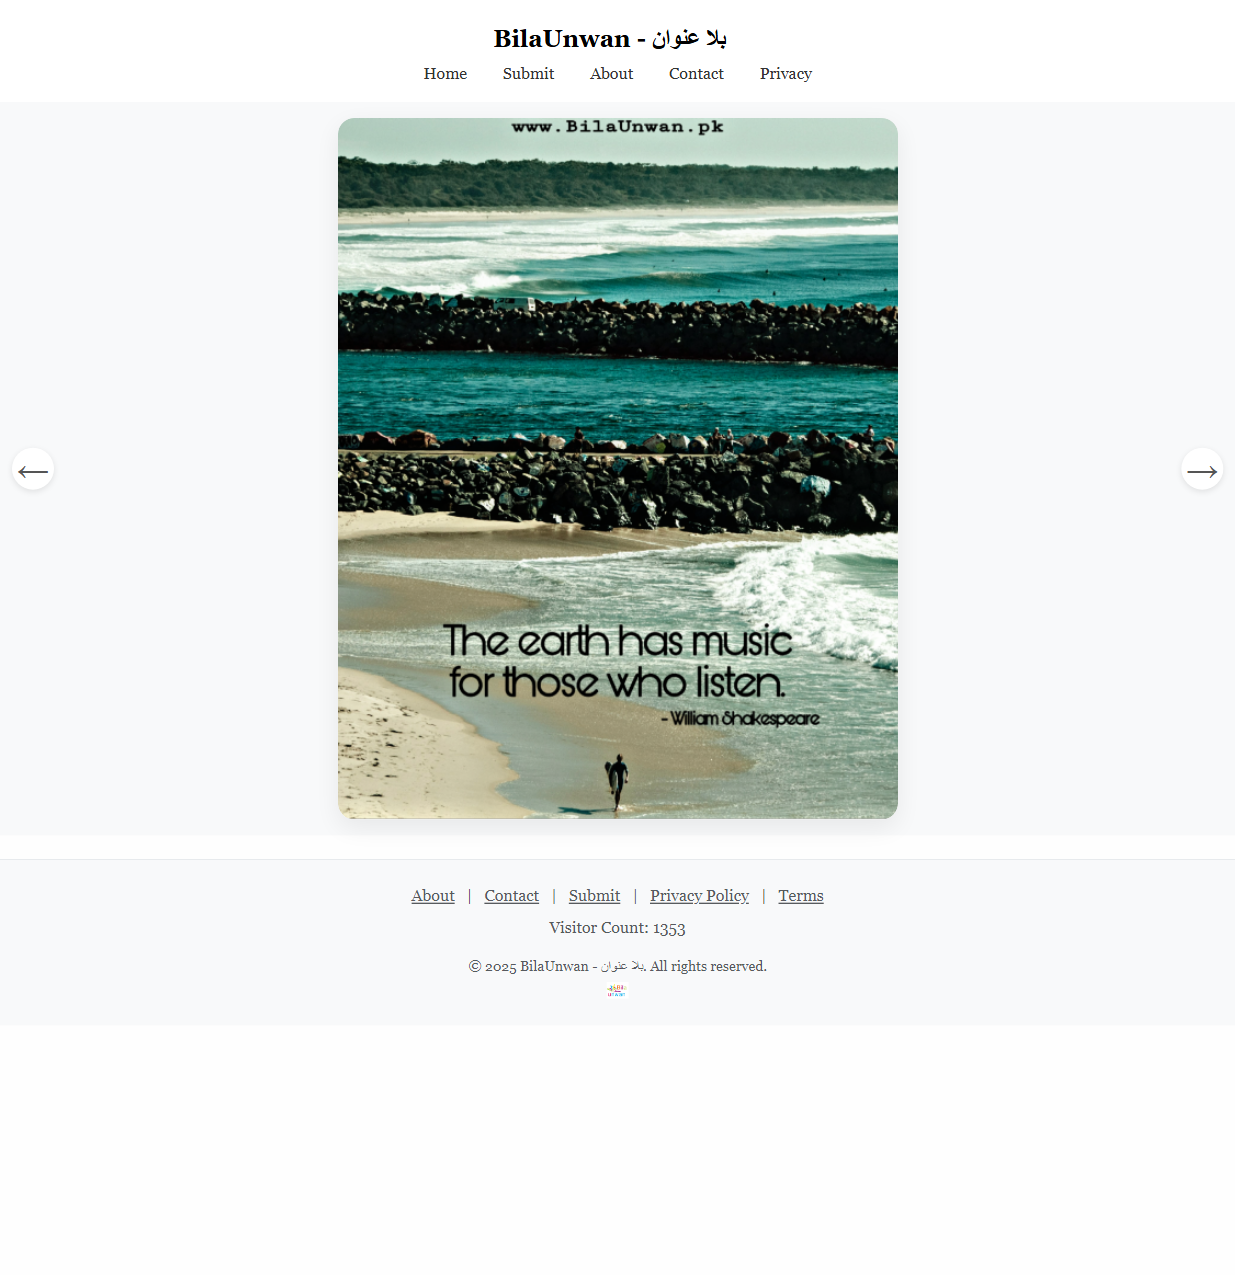 BilaUnwan - بلا عنوان
Home Submit About Contact Privacy
www.BilaUnwan.pk
←
→
The earth has music
for those who listen.
- William Shakespeare
About | Contact | Submit | Privacy Policy | Terms
Visitor Count: 1353
© 2025 BilaUnwan - بلا عنوان. All rights reserved.